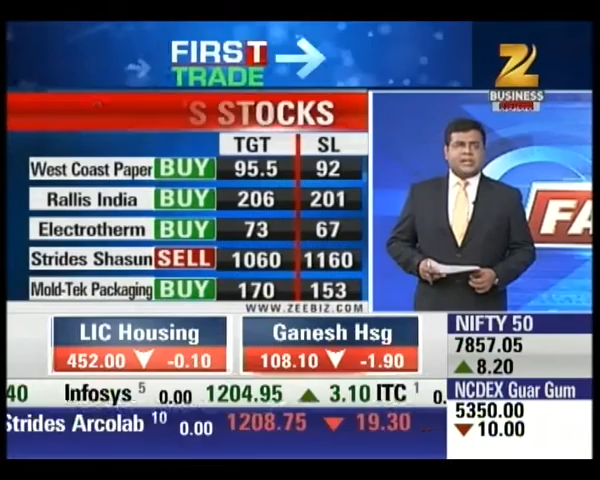 FIRST
TRADE
Z
BUSINESS
'S STOCKS
TGT SL
West Coast Paper BUY 95.5 92
Rallis India BUY 206 201
Electrotherm BUY 73 67
Strides Shasun SELL 1060 1160
Mold-Tek Packaging BUY 170 153
WWW.ZEEBIZ.COM
FA
LIC Housing
452.00 -0.10
Ganesh Hsg
108.10 -1.90
NIFTY 50
7857.05
8.20
NCDEX Guar Gum
5350.00
10.00
40 Infosys 5 0.00 1204.95 3.10 ITC 1 0.
Strides Arcolab 10 0.00 1208.75 19.30